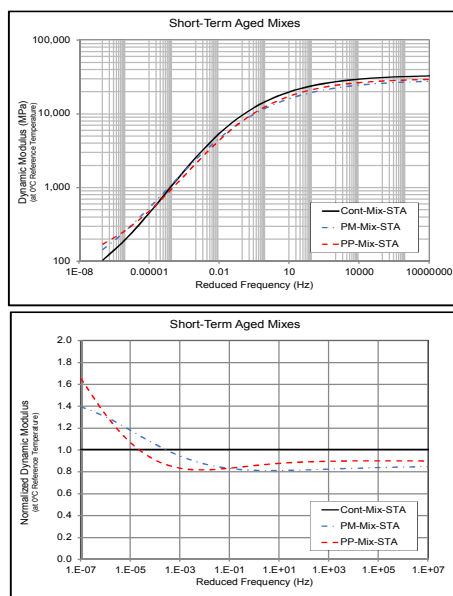 Short-Term Aged Mixes
100,000
10,000
1,000
100
Dynamic Modulus (MPa)
(at 0°C Reference Temperature)
Cont-Mix-STA
PM-Mix-STA
PP-Mix-STA
1E-08 0.00001 0.01 10 10000 10000000
Reduced Frequency (Hz)
Short-Term Aged Mixes
2.0
1.8
1.6
1.4
1.2
1.0
0.8
0.6
0.4
0.2
0.0
Normalized Dynamic Modulus
(at 0°C Reference Temperature)
Cont-Mix-STA
PM-Mix-STA
PP-Mix-STA
1.E-07 1.E-05 1.E-03 1.E-01 1.E+01 1.E+03 1.E+05 1.E+07
Reduced Frequency (Hz)